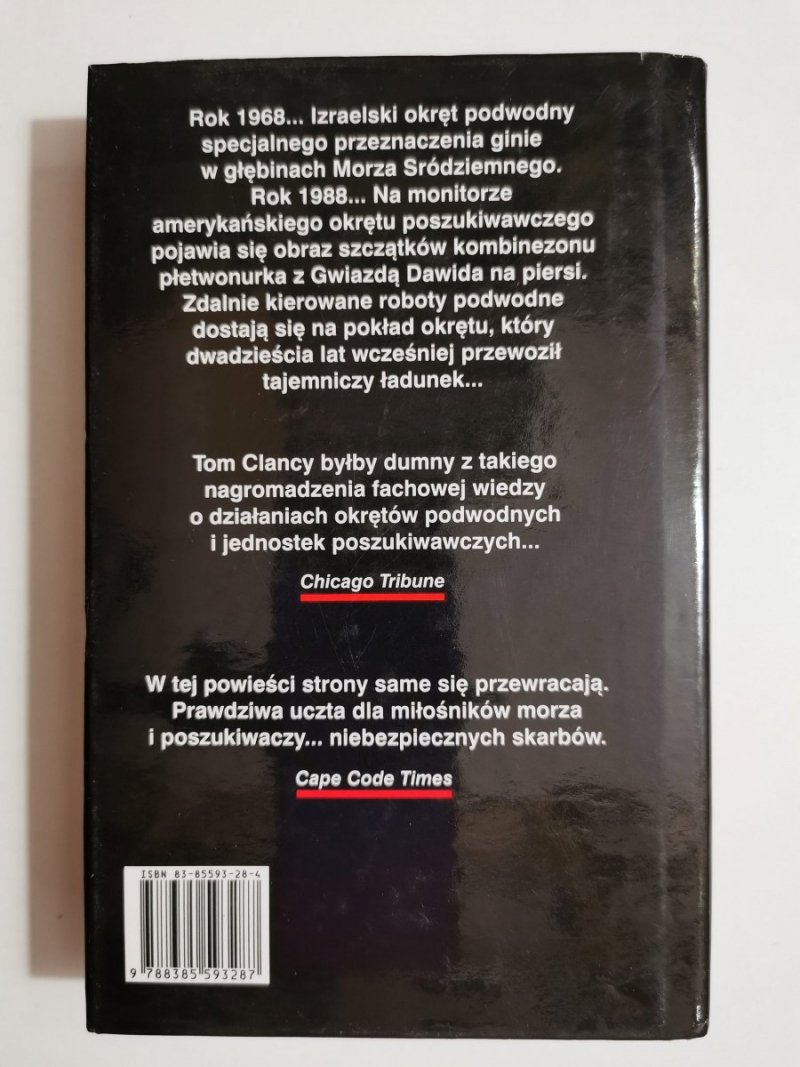 Rok 1968... Izraelski okręt podwodny
specjalnego przeznaczenia ginie
w głębinach Morza Sródziemnego.
Rok 1988... Na monitorze
amerykańskiego okrętu poszukiwawczego
pojawia się obraz szczątków kombinezonu
płetwonurka z Gwiazdą Dawida na piersi.
Zdalnie kierowane roboty podwodne
dostają się na pokład okrętu, który
dwadzieścia lat wcześniej przewoził
tajemniczy ładunek...
Tom Clancy byłby dumny z takiego
nagromadzenia fachowej wiedzy
o działaniach okrętów podwodnych
i jednostek poszukiwawczych...
Chicago Tribune
W tej powieści strony same się przewracają.
Prawdziwa uczta dla miłośników morza
i poszukiwaczy... niebezpiecznych skarbów.
Cape Code Times
ISBN 83-85593-28-4
9 788385 593287